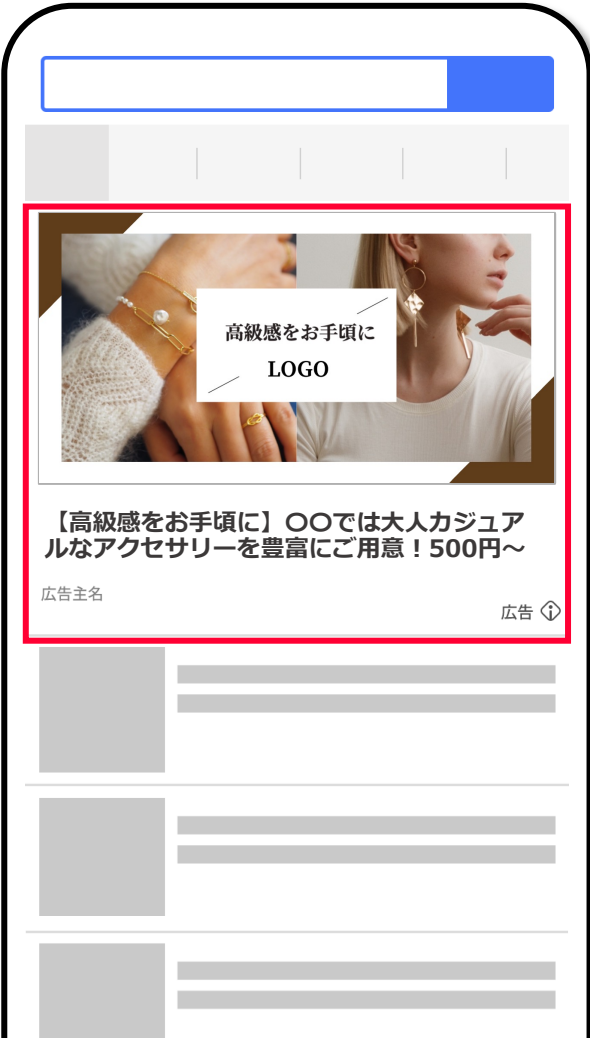 高級感をお手頃に
LOGO
【高級感をお手頃に】〇〇では大人カジュア
ルなアクセサリーを豊富にご用意！500円～
広告主名
広告